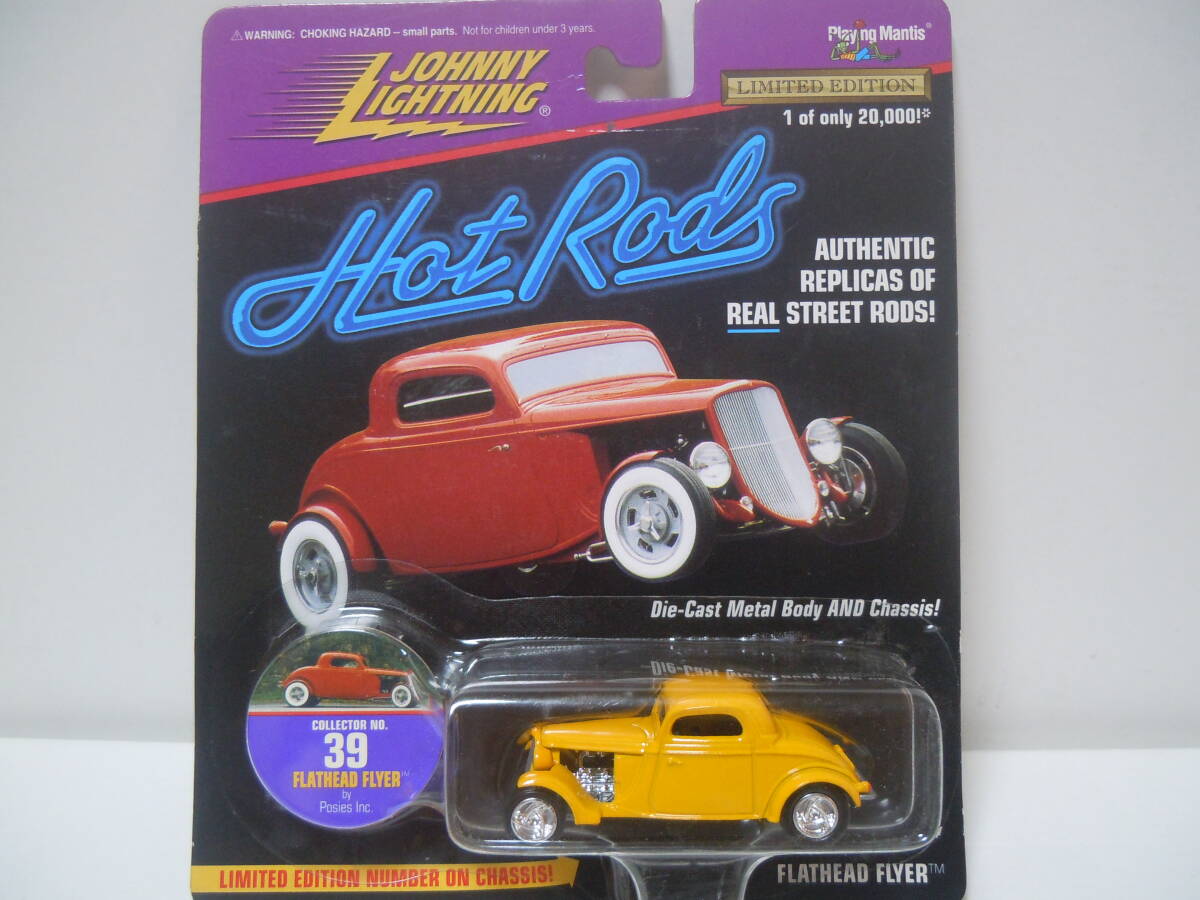 ⚠WARNING: CHOKING HAZARD – small parts. Not for children under 3 years.
Playing Mantis®
JOHNNY
LIGHTNING®
LIMITED EDITION
1 of only 20,000!*
Hot Rods
AUTHENTIC
REPLICAS OF
REAL STREET RODS!
Die-Cast Metal Body AND Chassis!
COLLECTOR NO.
39
FLATHEAD FLYER™
by
Posies Inc.
LIMITED EDITION NUMBER ON CHASSIS!
FLATHEAD FLYER™